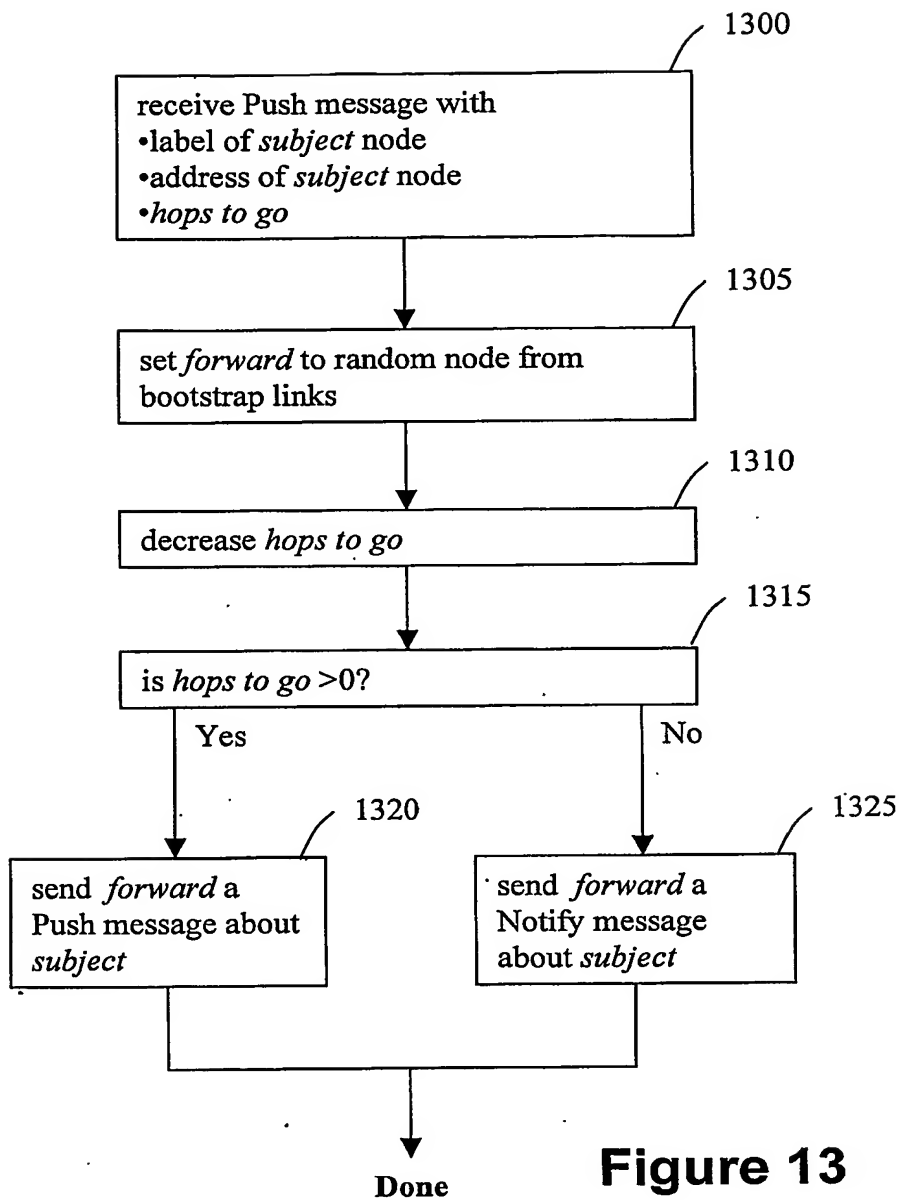 1300
receive Push message with
•label of subject node
•address of subject node
•hops to go
1305
set forward to random node from
bootstrap links
1310
decrease hops to go
1315
is hops to go >0?
Yes
No
1320
1325
send forward a
Push message about
subject
send forward a
Notify message
about subject
Done
Figure 13